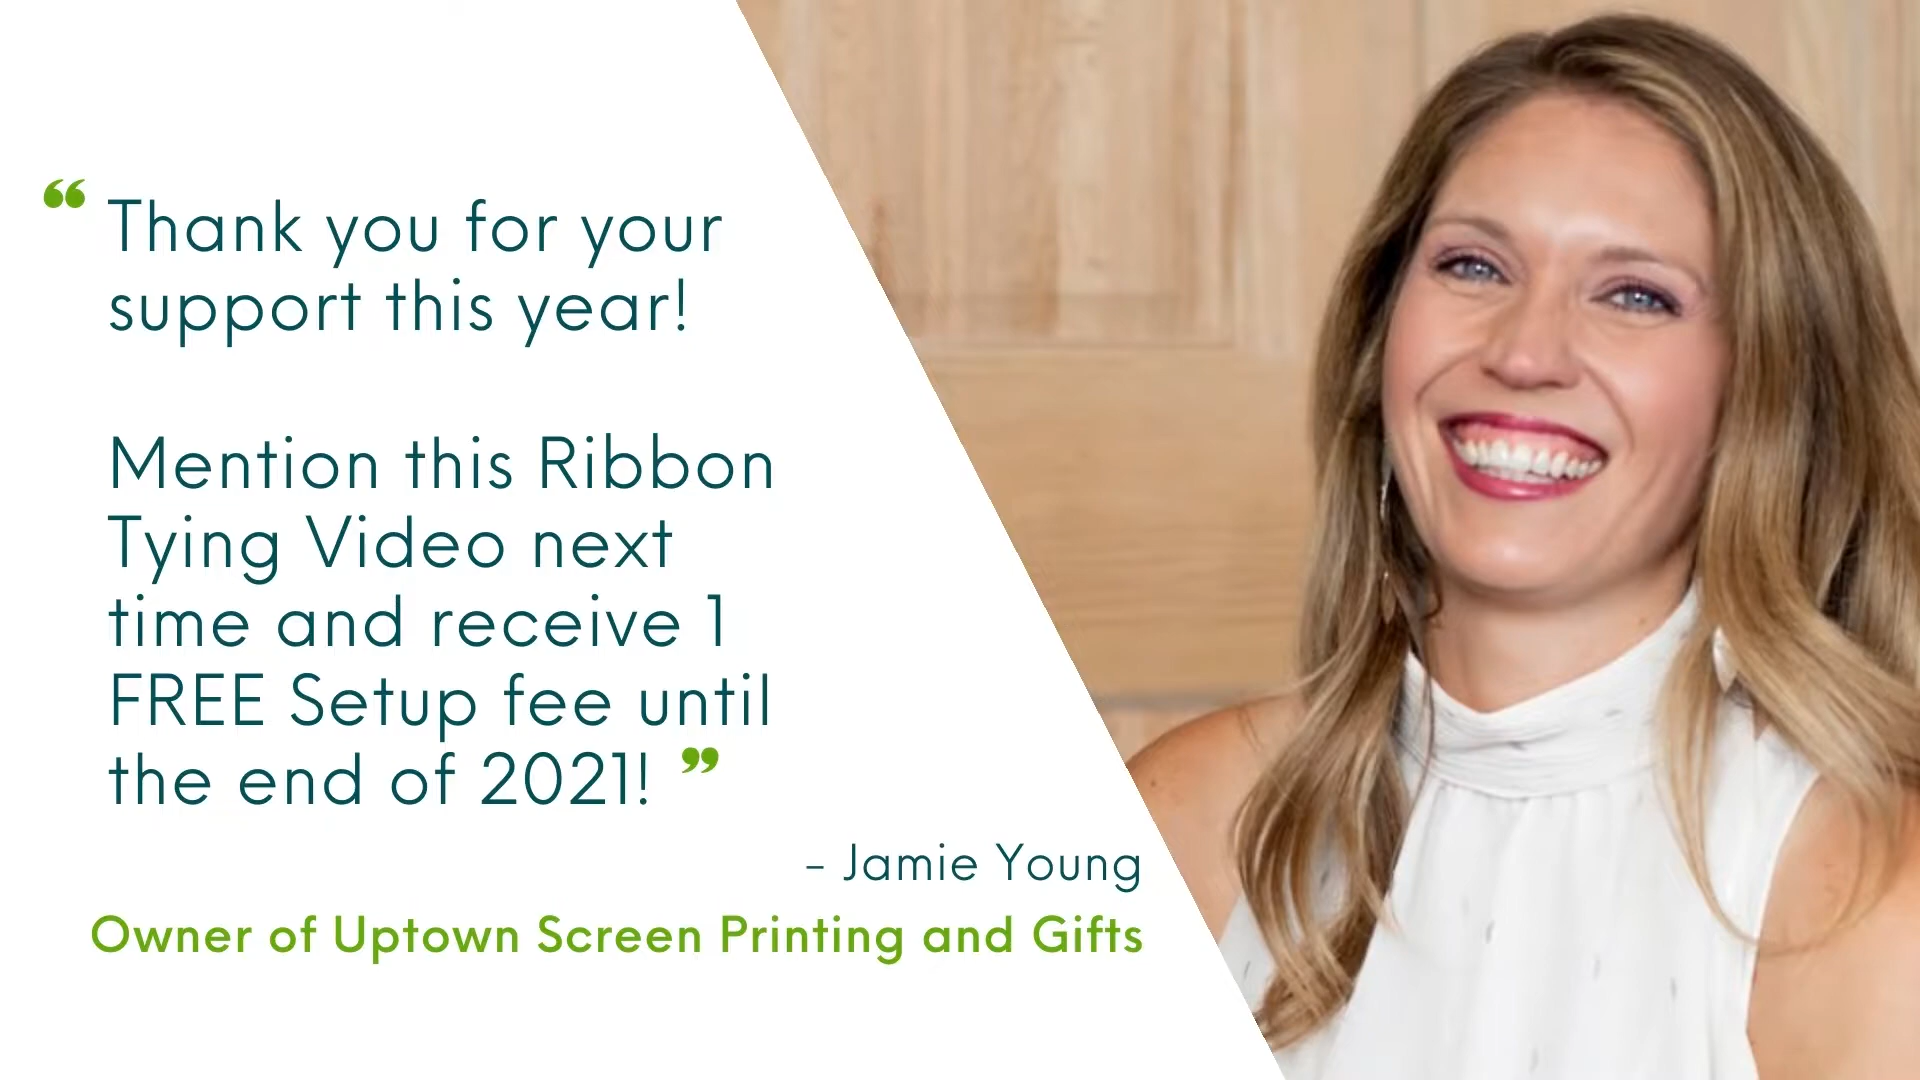 “ Thank you for your
support this year!
Mention this Ribbon
Tying Video next
time and receive 1
FREE Setup fee until
the end of 2021! ”
- Jamie Young
Owner of Uptown Screen Printing and Gifts